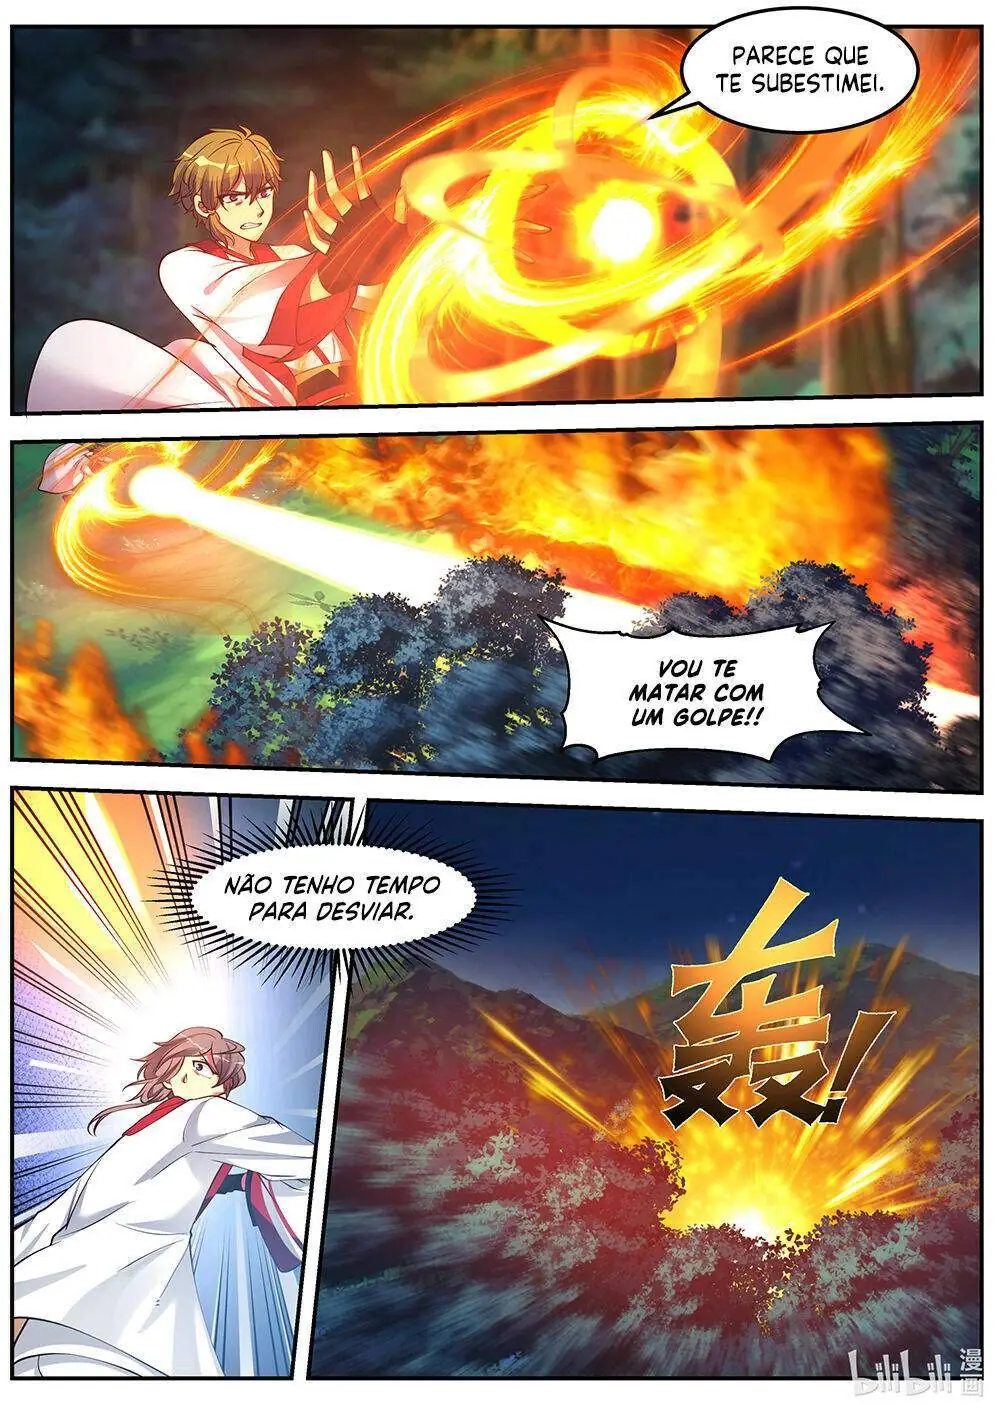 PARECE QUE
TE SUBESTIMEI.
VOU TE
MATAR COM
UM GOLPE!!
NÃO TENHO TEMPO
PARA DESVIAR.
轰!
bilibili 漫画